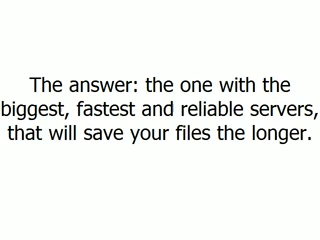 The answer: the one with the
biggest, fastest and reliable servers,
that will save your files the longer.